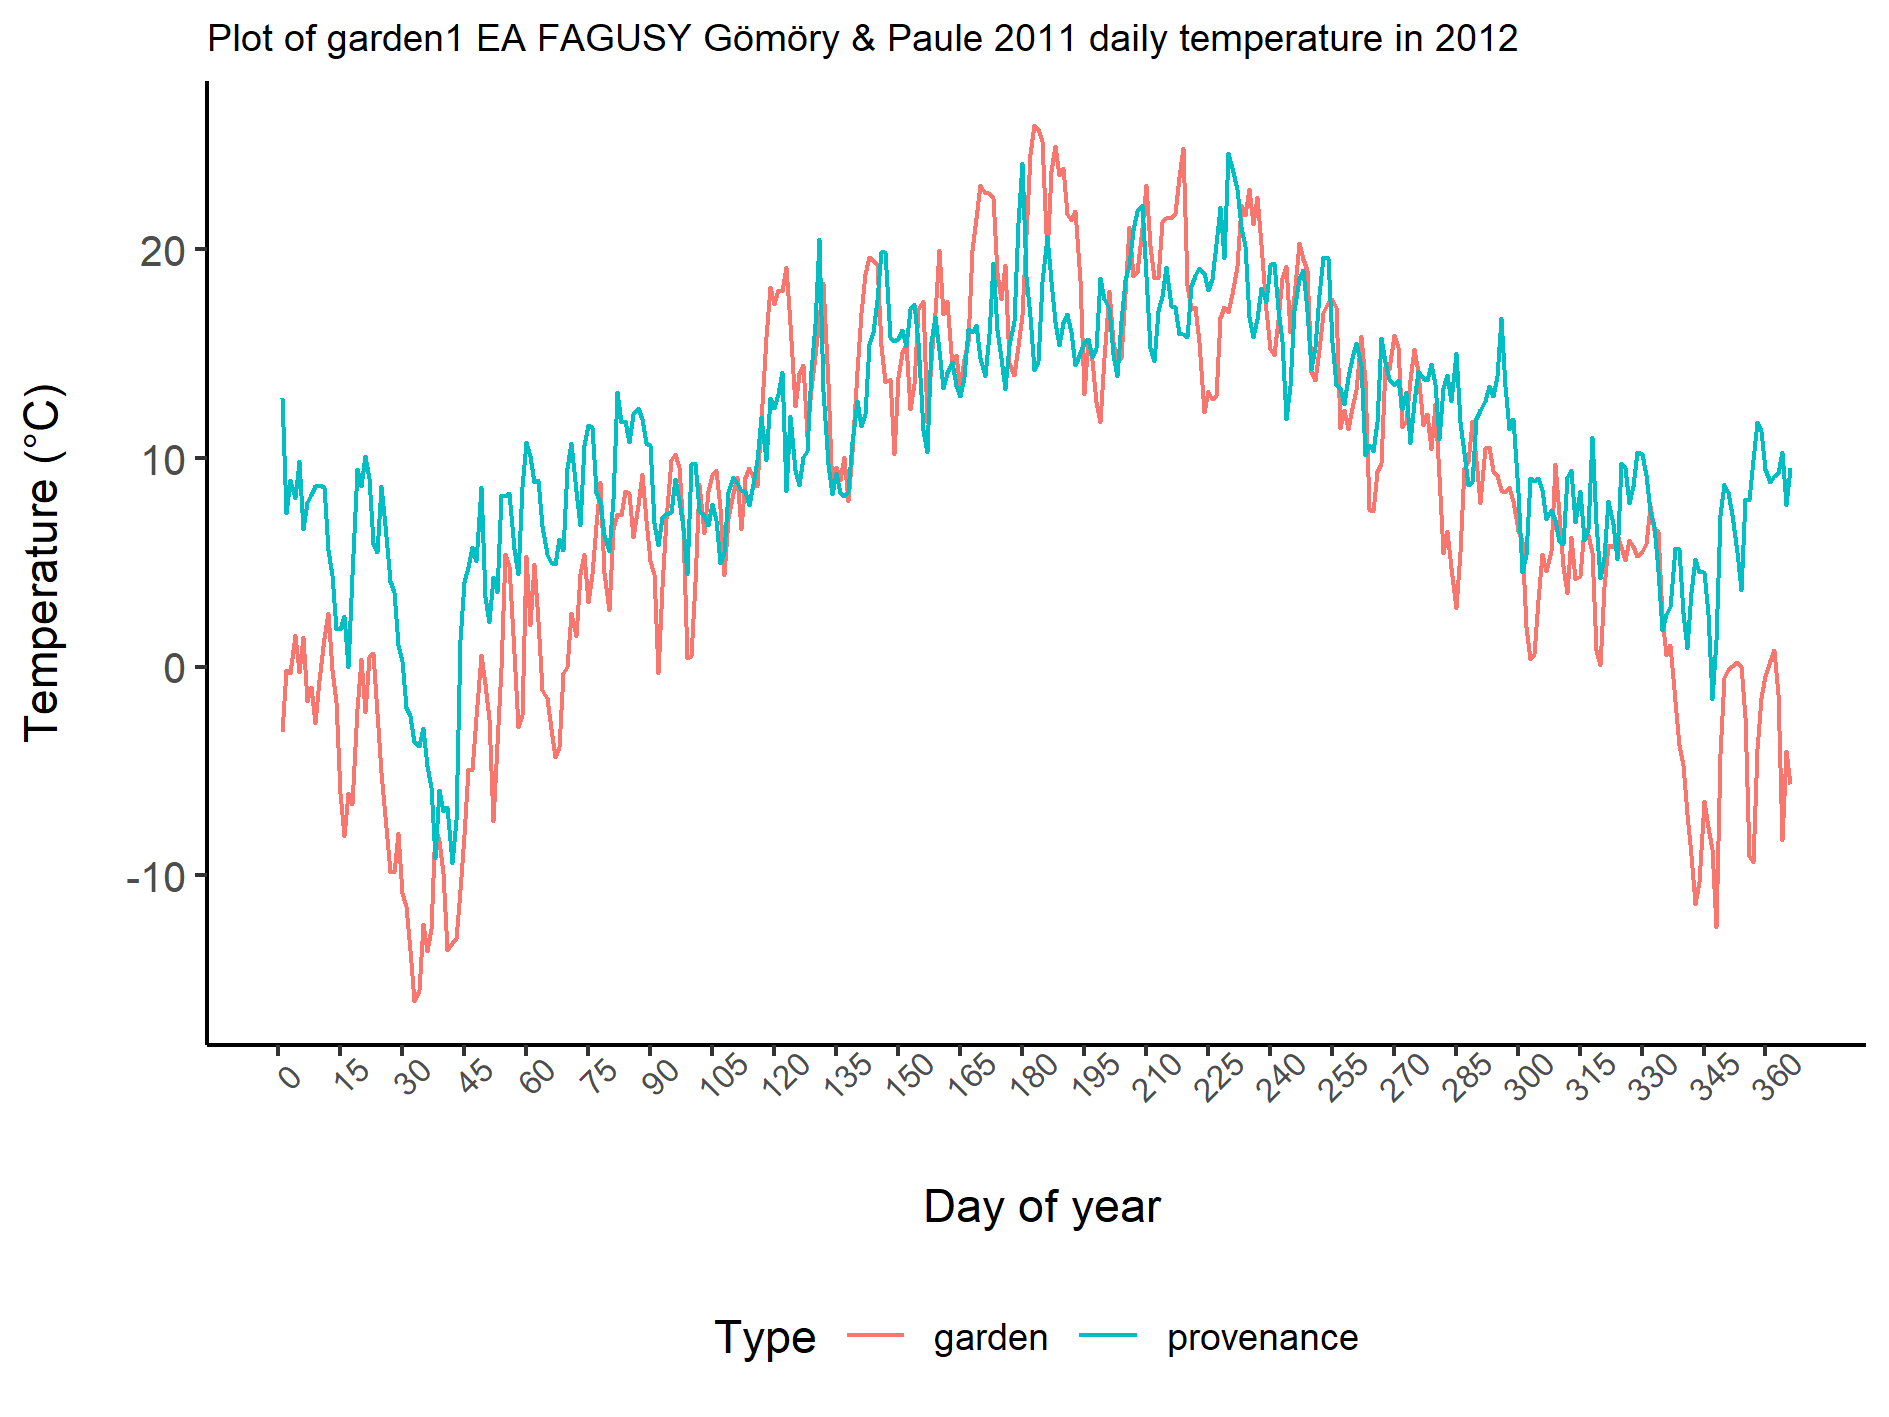 Plot of garden1 EA FAGUSY Gömöry & Paule 2011 daily temperature in 2012
Temperature (°C)
20
10
0
-10
0 15 30 45 60 75 90 105 120 135 150 165 180 195 210 225 240 255 270 285 300 315 330 345 360
Day of year
Type garden provenance